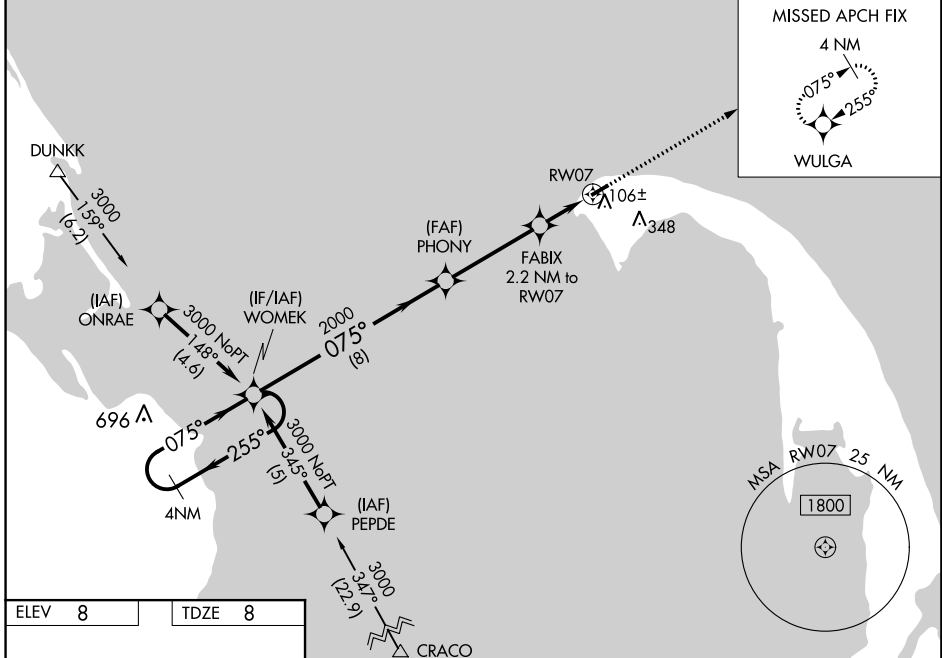 MISSED APCH FIX
4 NM
075°
255°
WULGA
DUNKK
3000
159°
(6.2)
(IAF)
ONRAE
3000 NoPT
148°
(4.6)
(IF/IAF)
WOMEK
2000
075°
(8)
(FAF)
PHONY
FABIX
2.2 NM to
RW07
RW07
106±
348
696
075°
255°
4NM
3000 NoPT
345°
(5)
(IAF)
PEPDE
3000
347°
(22.9)
CRACO
MSA RW07 25 NM
1800
ELEV 8
TDZE 8